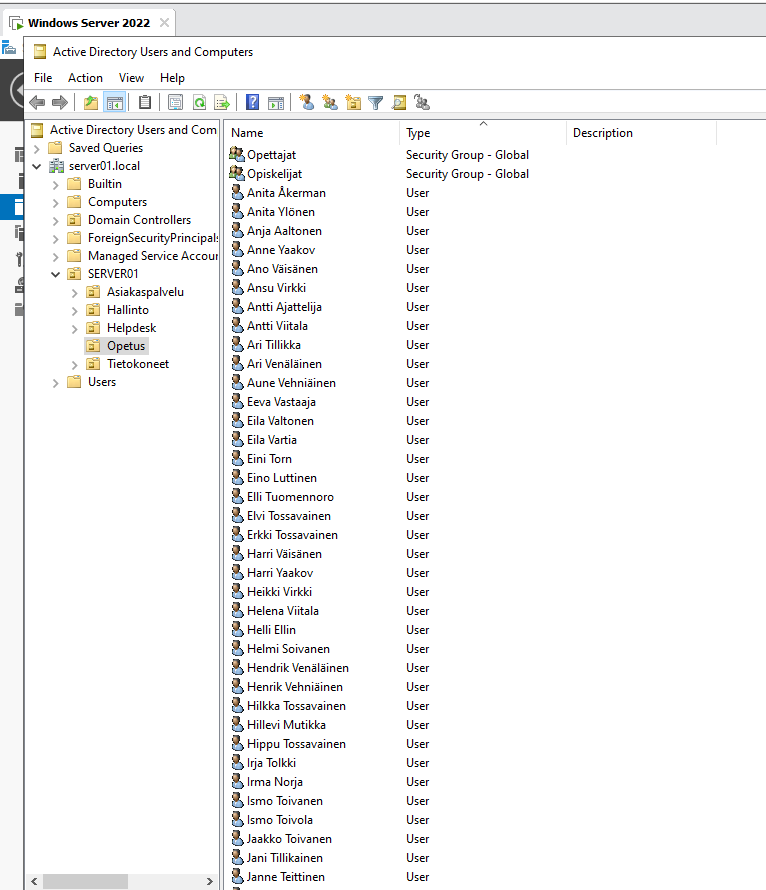 Windows Server 2022
Active Directory Users and Computers
File Action View Help
Active Directory Users and Com
Saved Queries
server01.local
Builtin
Computers
Domain Controllers
ForeignSecurityPrincipals
Managed Service Accour
SERVER01
Asiakaspalvelu
Hallinto
Helpdesk
Opetus
Tietokoneet
Users
Name Type Description
Opettajat Security Group - Global
Opiskelijat Security Group - Global
Anita Åkerman User
Anita Ylönen User
Anja Aaltonen User
Anne Yaakov User
Ano Väisänen User
Ansu Virkki User
Antti Ajattelija User
Antti Viitala User
Ari Tillikka User
Ari Venäläinen User
Aune Vehniäinen User
Eeva Vastaaja User
Eila Valtonen User
Eila Vartia User
Eini Torn User
Eino Luttinen User
Elli Tuomennoro User
Elvi Tossavainen User
Erkki Tossavainen User
Harri Väisänen User
Harri Yaakov User
Heikki Virkki User
Helena Viitala User
Helli Ellin User
Helmi Soivanen User
Hendrik Venäläinen User
Henrik Vehniäinen User
Hilkka Tossavainen User
Hillevi Mutikka User
Hippu Tossavainen User
Irja Tolkki User
Irma Norja User
Ismo Toivanen User
Ismo Toivola User
Jaakko Toivanen User
Jani Tillikainen User
Janne Teittinen User